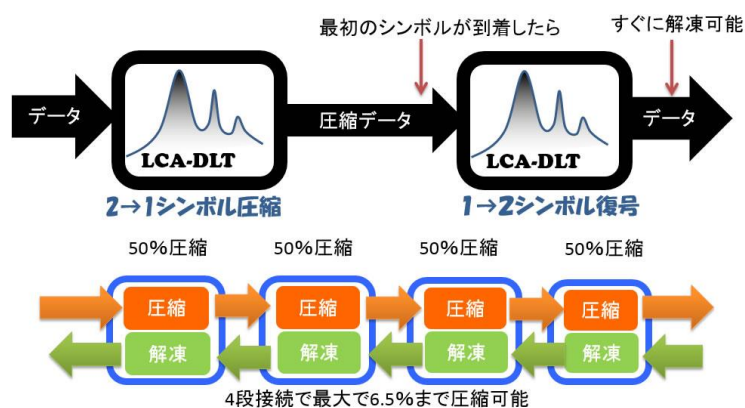 最初のシンボルが到着したら
すぐに解凍可能
データ
圧縮データ
データ
LCA-DLT
LCA-DLT
2→1シンボル圧縮
1→2シンボル復号
50%圧縮
50%圧縮
50%圧縮
50%圧縮
圧縮
圧縮
圧縮
圧縮
解凍
解凍
解凍
解凍
4段接続で最大で6.5%まで圧縮可能